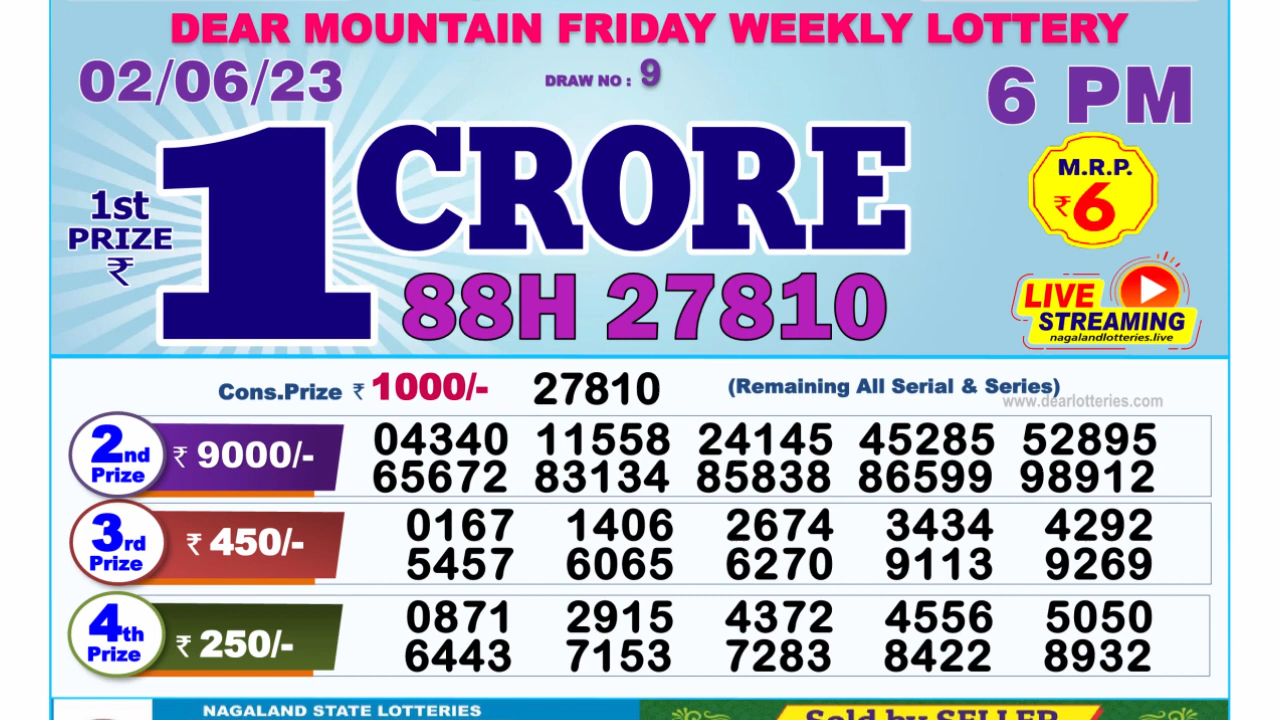 DEAR MOUNTAIN FRIDAY WEEKLY LOTTERY
02/06/23
DRAW NO : 9
6 PM
1st
PRIZE
₹
1 CRORE
88H 27810
M.R.P.
₹6
LIVE
STREAMING
nagalandlotteries.live
Cons.Prize ₹ 1000/- 27810 (Remaining All Serial & Series)
www.dearlotteries.com
2nd
Prize
₹ 9000/-
04340 11558 24145 45285 52895
65672 83134 85838 86599 98912
3rd
Prize
₹ 450/-
0167 1406 2674 3434 4292
5457 6065 6270 9113 9269
4th
Prize
₹ 250/-
0871 2915 4372 4556 5050
6443 7153 7283 8422 8932
NAGALAND STATE LOTTERIES
Sold by SELLER